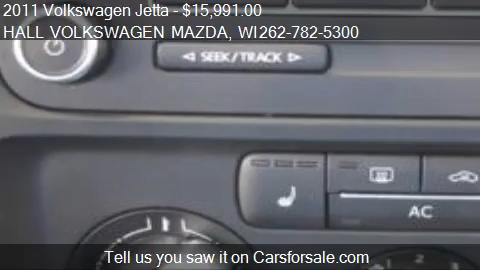 2011 Volkswagen Jetta - $15,991.00
HALL VOLKSWAGEN MAZDA, WI262-782-5300
SEEK/TRACK
AC
Tell us you saw it on Carsforsale.com